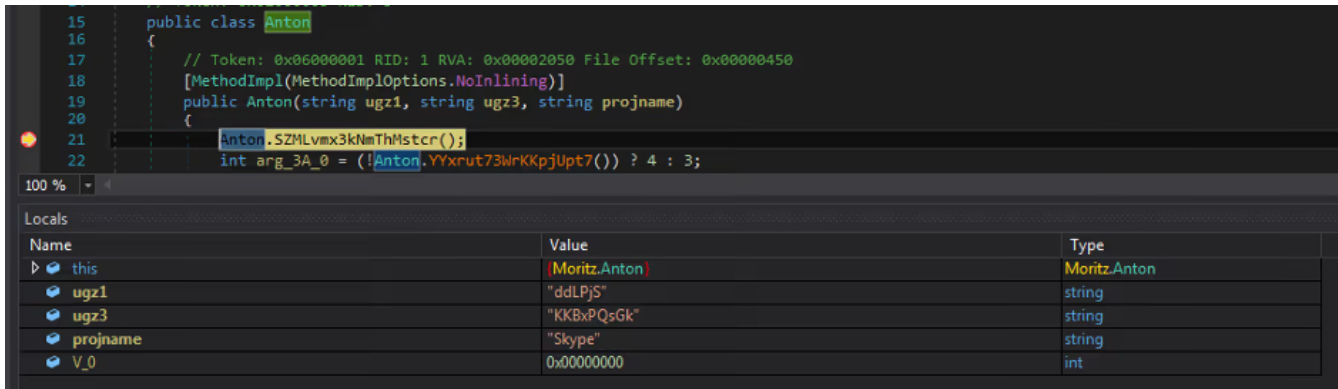 15 public class Anton
16 {
17 // Token: 0x06000001 RID: 1 RVA: 0x00002050 File Offset: 0x00000450
18 [MethodImpl(MethodImplOptions.NoInlining)]
19 public Anton(string ugz1, string ugz3, string projname)
20 {
21 Anton.SZMLvmx3kNmThMstcr();
22 int arg_3A_0 = (!Anton.YYxrut73WrKKpjUpt7()) ? 4 : 3;
100 %
Locals
Name Value Type
this {Moritz.Anton} Moritz.Anton
ugz1 "ddLPjS" string
ugz3 "KKBxPQsGk" string
projname "Skype" string
V_0 0x00000000 int